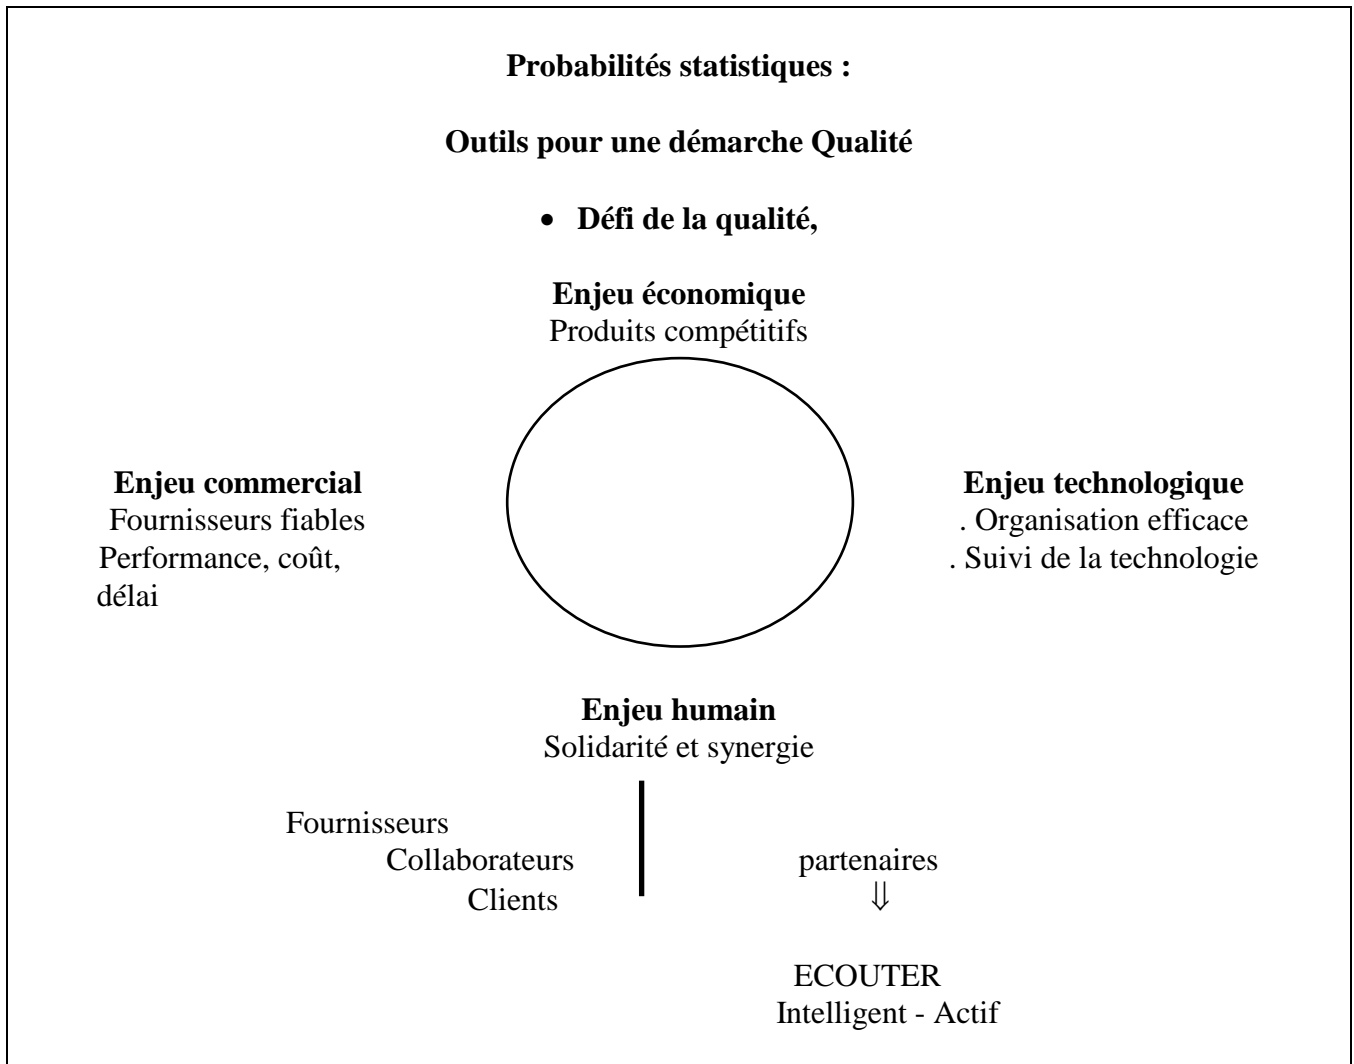 Probabilités statistiques :
Outils pour une démarche Qualité
• Défi de la qualité,
Enjeu économique
Produits compétitifs
Enjeu commercial
Fournisseurs fiables
Performance, coût,
délai
Enjeu technologique
. Organisation efficace
. Suivi de la technologie
Enjeu humain
Solidarité et synergie
Fournisseurs
Collaborateurs
Clients
partenaires
⇓
ECOUTER
Intelligent - Actif